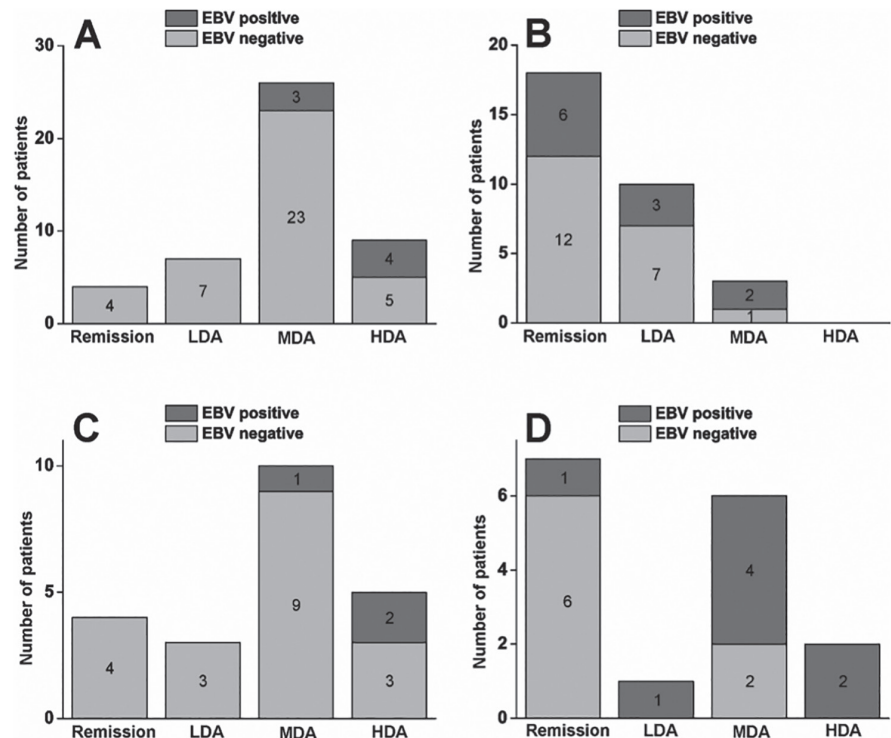 A
EBV positive
EBV negative
Number of patients
30
20
10
0
3
23
4
7
4
5
Remission LDA MDA HDA
B
EBV positive
EBV negative
Number of patients
20
15
10
5
0
6
12
3
7
2
1
Remission LDA MDA HDA
C
EBV positive
EBV negative
Number of patients
10
5
0
1
9
2
4
3
3
Remission LDA MDA HDA
D
EBV positive
EBV negative
Number of patients
6
4
2
0
1
6
4
1
2
2
Remission LDA MDA HDA